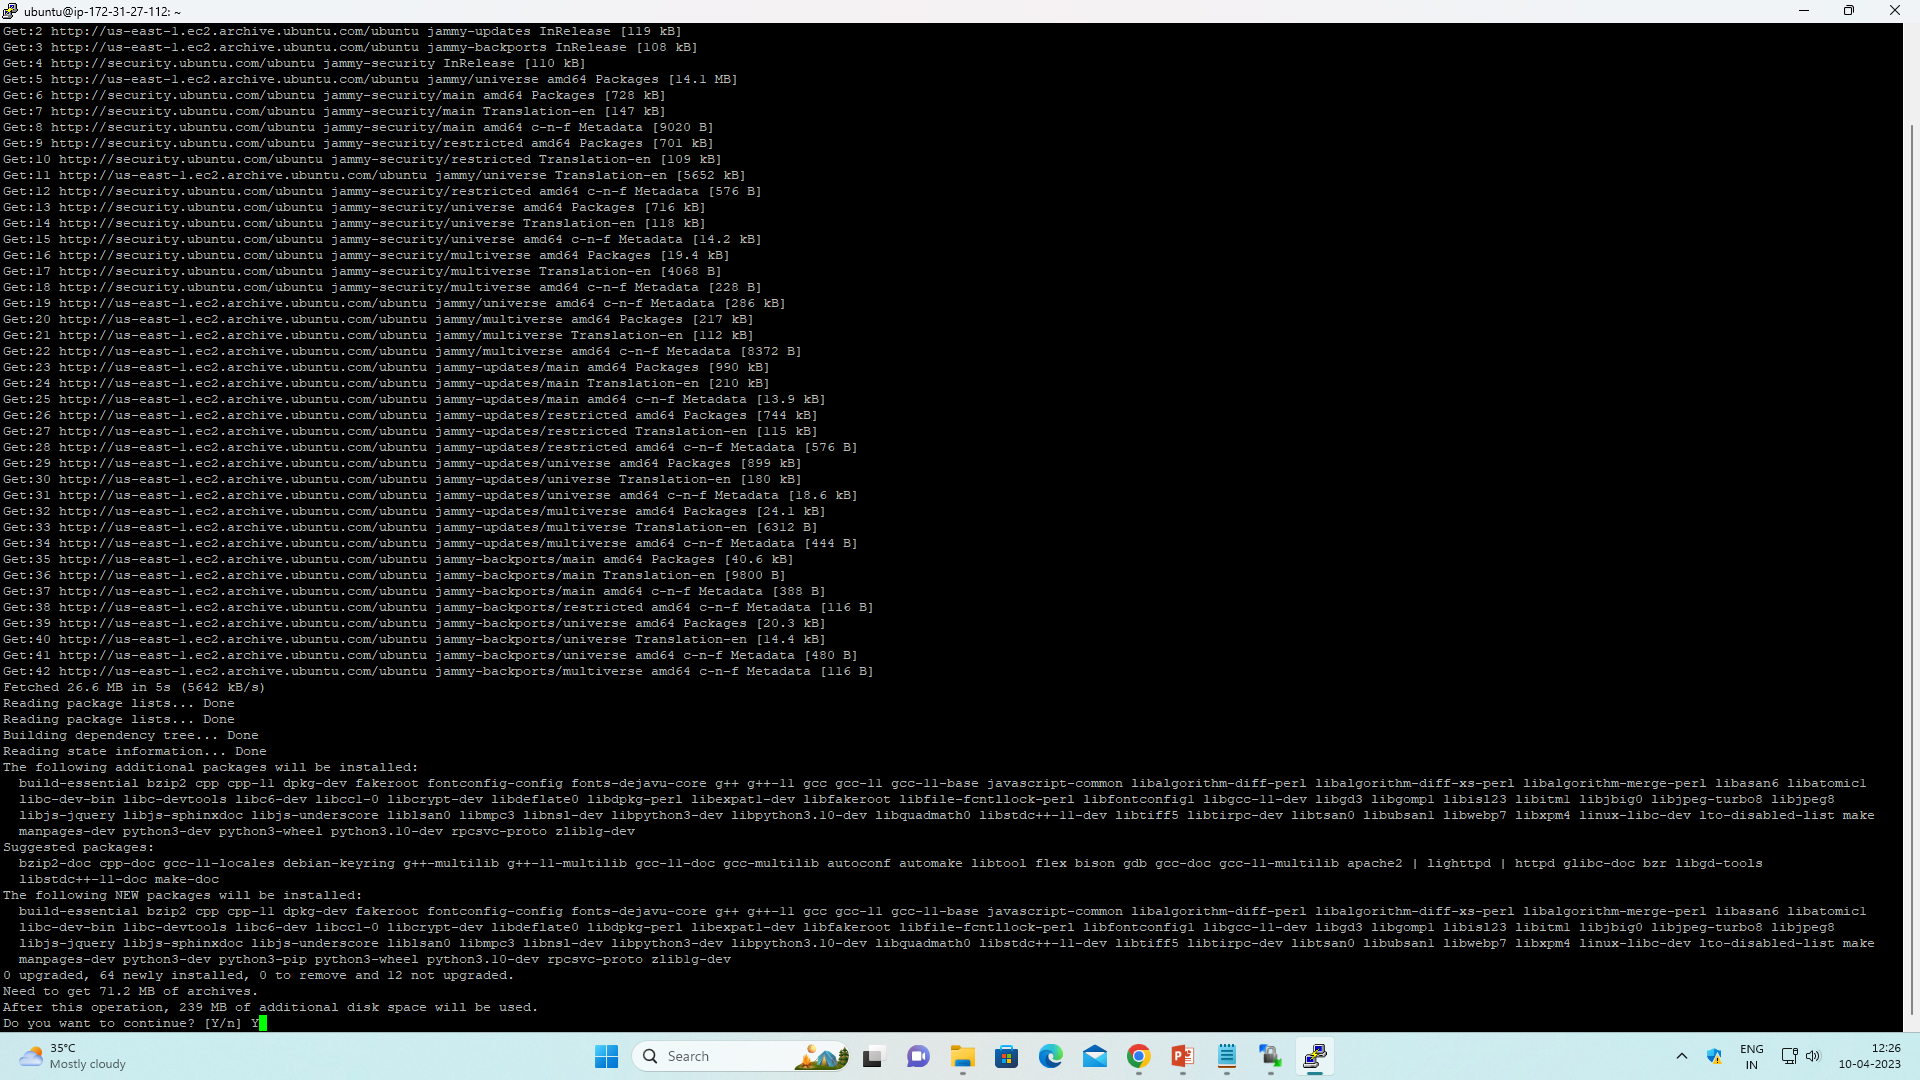 ubuntu@ip-172-31-27-112: ~
Get:2 http://us-east-1.ec2.archive.ubuntu.com/ubuntu jammy-updates InRelease [119 kB]
Get:3 http://us-east-1.ec2.archive.ubuntu.com/ubuntu jammy-backports InRelease [108 kB]
Get:4 http://security.ubuntu.com/ubuntu jammy-security InRelease [110 kB]
Get:5 http://us-east-1.ec2.archive.ubuntu.com/ubuntu jammy/universe amd64 Packages [14.1 MB]
Get:6 http://security.ubuntu.com/ubuntu jammy-security/main amd64 Packages [728 kB]
Get:7 http://security.ubuntu.com/ubuntu jammy-security/main Translation-en [147 kB]
Get:8 http://security.ubuntu.com/ubuntu jammy-security/main amd64 c-n-f Metadata [9020 B]
Get:9 http://security.ubuntu.com/ubuntu jammy-security/restricted amd64 Packages [701 kB]
Get:10 http://security.ubuntu.com/ubuntu jammy-security/restricted Translation-en [109 kB]
Get:11 http://us-east-1.ec2.archive.ubuntu.com/ubuntu jammy/universe Translation-en [5652 kB]
Get:12 http://security.ubuntu.com/ubuntu jammy-security/restricted amd64 c-n-f Metadata [576 B]
Get:13 http://security.ubuntu.com/ubuntu jammy-security/universe amd64 Packages [716 kB]
Get:14 http://security.ubuntu.com/ubuntu jammy-security/universe Translation-en [118 kB]
Get:15 http://security.ubuntu.com/ubuntu jammy-security/universe amd64 c-n-f Metadata [14.2 kB]
Get:16 http://security.ubuntu.com/ubuntu jammy-security/multiverse amd64 Packages [19.4 kB]
Get:17 http://security.ubuntu.com/ubuntu jammy-security/multiverse Translation-en [4068 B]
Get:18 http://security.ubuntu.com/ubuntu jammy-security/multiverse amd64 c-n-f Metadata [228 B]
Get:19 http://us-east-1.ec2.archive.ubuntu.com/ubuntu jammy/universe amd64 c-n-f Metadata [286 kB]
Get:20 http://us-east-1.ec2.archive.ubuntu.com/ubuntu jammy/multiverse amd64 Packages [217 kB]
Get:21 http://us-east-1.ec2.archive.ubuntu.com/ubuntu jammy/multiverse Translation-en [112 kB]
Get:22 http://us-east-1.ec2.archive.ubuntu.com/ubuntu jammy/multiverse amd64 c-n-f Metadata [8372 B]
Get:23 http://us-east-1.ec2.archive.ubuntu.com/ubuntu jammy-updates/main amd64 Packages [990 kB]
Get:24 http://us-east-1.ec2.archive.ubuntu.com/ubuntu jammy-updates/main Translation-en [210 kB]
Get:25 http://us-east-1.ec2.archive.ubuntu.com/ubuntu jammy-updates/main amd64 c-n-f Metadata [13.9 kB]
Get:26 http://us-east-1.ec2.archive.ubuntu.com/ubuntu jammy-updates/restricted amd64 Packages [744 kB]
Get:27 http://us-east-1.ec2.archive.ubuntu.com/ubuntu jammy-updates/restricted Translation-en [115 kB]
Get:28 http://us-east-1.ec2.archive.ubuntu.com/ubuntu jammy-updates/restricted amd64 c-n-f Metadata [576 B]
Get:29 http://us-east-1.ec2.archive.ubuntu.com/ubuntu jammy-updates/universe amd64 Packages [899 kB]
Get:30 http://us-east-1.ec2.archive.ubuntu.com/ubuntu jammy-updates/universe Translation-en [180 kB]
Get:31 http://us-east-1.ec2.archive.ubuntu.com/ubuntu jammy-updates/universe amd64 c-n-f Metadata [18.6 kB]
Get:32 http://us-east-1.ec2.archive.ubuntu.com/ubuntu jammy-updates/multiverse amd64 Packages [24.1 kB]
Get:33 http://us-east-1.ec2.archive.ubuntu.com/ubuntu jammy-updates/multiverse Translation-en [6312 B]
Get:34 http://us-east-1.ec2.archive.ubuntu.com/ubuntu jammy-updates/multiverse amd64 c-n-f Metadata [444 B]
Get:35 http://us-east-1.ec2.archive.ubuntu.com/ubuntu jammy-backports/main amd64 Packages [40.6 kB]
Get:36 http://us-east-1.ec2.archive.ubuntu.com/ubuntu jammy-backports/main Translation-en [9800 B]
Get:37 http://us-east-1.ec2.archive.ubuntu.com/ubuntu jammy-backports/main amd64 c-n-f Metadata [388 B]
Get:38 http://us-east-1.ec2.archive.ubuntu.com/ubuntu jammy-backports/restricted amd64 c-n-f Metadata [116 B]
Get:39 http://us-east-1.ec2.archive.ubuntu.com/ubuntu jammy-backports/universe amd64 Packages [20.3 kB]
Get:40 http://us-east-1.ec2.archive.ubuntu.com/ubuntu jammy-backports/universe Translation-en [14.4 kB]
Get:41 http://us-east-1.ec2.archive.ubuntu.com/ubuntu jammy-backports/universe amd64 c-n-f Metadata [480 B]
Get:42 http://us-east-1.ec2.archive.ubuntu.com/ubuntu jammy-backports/multiverse amd64 c-n-f Metadata [116 B]
Fetched 26.6 MB in 5s (5642 kB/s)
Reading package lists... Done
Reading package lists... Done
Building dependency tree... Done
Reading state information... Done
The following additional packages will be installed:
build-essential bzip2 cpp cpp-11 dpkg-dev fakeroot fontconfig-config fonts-dejavu-core g++ g++-11 gcc gcc-11 gcc-11-base javascript-common libalgorithm-diff-perl libalgorithm-diff-xs-perl libalgorithm-merge-perl libasan6 libatomic1
libc-dev-bin libc-devtools libc6-dev libcc1-0 libcrypt-dev libdeflate0 libdpkg-perl libexpat1-dev libfakeroot libfile-fcntllock-perl libfontconfig1 libgcc-11-dev libgd3 libgomp1 libisl23 libitm1 libjbig0 libjpeg-turbo8 libjpeg8
libjs-jquery libjs-sphinxdoc libjs-underscore liblsan0 libmpc3 libnsl-dev libpython3-dev libpython3.10-dev libquadmath0 libstdc++-11-dev libtiff5 libtirpc-dev libtsan0 libubsan1 libwebp7 libxpm4 linux-libc-dev lto-disabled-list make
manpages-dev python3-dev python3-wheel python3.10-dev rpcsvc-proto zlib1g-dev
Suggested packages:
bzip2-doc cpp-doc gcc-11-locales debian-keyring g++-multilib g++-11-multilib gcc-11-doc gcc-multilib autoconf automake libtool flex bison gdb gcc-doc gcc-11-multilib apache2 | lighttpd | httpd glibc-doc bzr libgd-tools
libstdc++-11-doc make-doc
The following NEW packages will be installed:
build-essential bzip2 cpp cpp-11 dpkg-dev fakeroot fontconfig-config fonts-dejavu-core g++ g++-11 gcc gcc-11 gcc-11-base javascript-common libalgorithm-diff-perl libalgorithm-diff-xs-perl libalgorithm-merge-perl libasan6 libatomic1
libc-dev-bin libc-devtools libc6-dev libcc1-0 libcrypt-dev libdeflate0 libdpkg-perl libexpat1-dev libfakeroot libfile-fcntllock-perl libfontconfig1 libgcc-11-dev libgd3 libgomp1 libisl23 libitm1 libjbig0 libjpeg-turbo8 libjpeg8
libjs-jquery libjs-sphinxdoc libjs-underscore liblsan0 libmpc3 libnsl-dev libpython3-dev libpython3.10-dev libquadmath0 libstdc++-11-dev libtiff5 libtirpc-dev libtsan0 libubsan1 libwebp7 libxpm4 linux-libc-dev lto-disabled-list make
manpages-dev python3-dev python3-pip python3-wheel python3.10-dev rpcsvc-proto zlib1g-dev
0 upgraded, 64 newly installed, 0 to remove and 12 not upgraded.
Need to get 71.2 MB of archives.
After this operation, 239 MB of additional disk space will be used.
Do you want to continue? [Y/n] Y
35°C
Mostly cloudy
Search
ENG
IN
12:26
10-04-2023